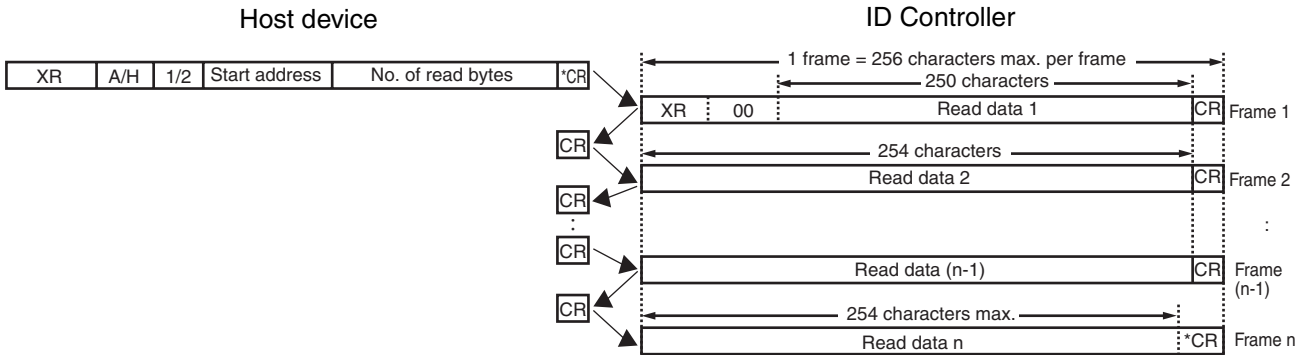 Host device
ID Controller
1 frame = 256 characters max. per frame
XR A/H 1/2 Start address No. of read bytes *CR
250 characters
XR 00 Read data 1 CR Frame 1
CR
254 characters
Read data 2 CR Frame 2
CR
:
:
CR
Read data (n-1) CR Frame
(n-1)
CR
254 characters max.
Read data n *CR Frame n